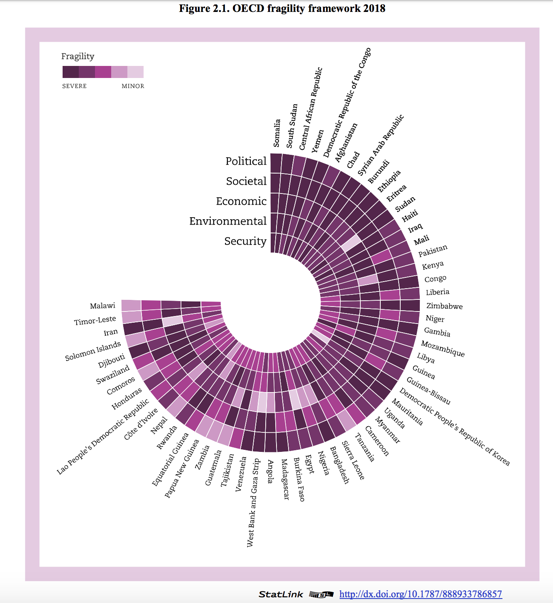 Figure 2.1. OECD fragility framework 2018
Fragility
SEVERE MINOR
Political
Societal
Economic
Environmental
Security
Somalia
South Sudan
Central African Republic
Yemen
Democratic Republic of the Congo
Afghanistan
Chad
Syrian Arab Republic
Burundi
Ethiopia
Eritrea
Sudan
Haiti
Iraq
Mali
Pakistan
Kenya
Congo
Liberia
Zimbabwe
Niger
Gambia
Mozambique
Libya
Guinea
Guinea-Bissau
Democratic People's Republic of Korea
Mauritania
Uganda
Myanmar
Cameroon
Tanzania
Sierra Leone
Bangladesh
Nigeria
Egypt
Burkina Faso
Madagascar
Angola
West Bank and Gaza Strip
Venezuela
Tajikistan
Guatemala
Zambia
Papua New Guinea
Equatorial Guinea
Rwanda
Nepal
Côte d'Ivoire
Lao People's Democratic Republic
Honduras
Comoros
Swaziland
Djibouti
Solomon Islands
Iran
Timor-Leste
Malawi
StatLink http://dx.doi.org/10.1787/888933786857